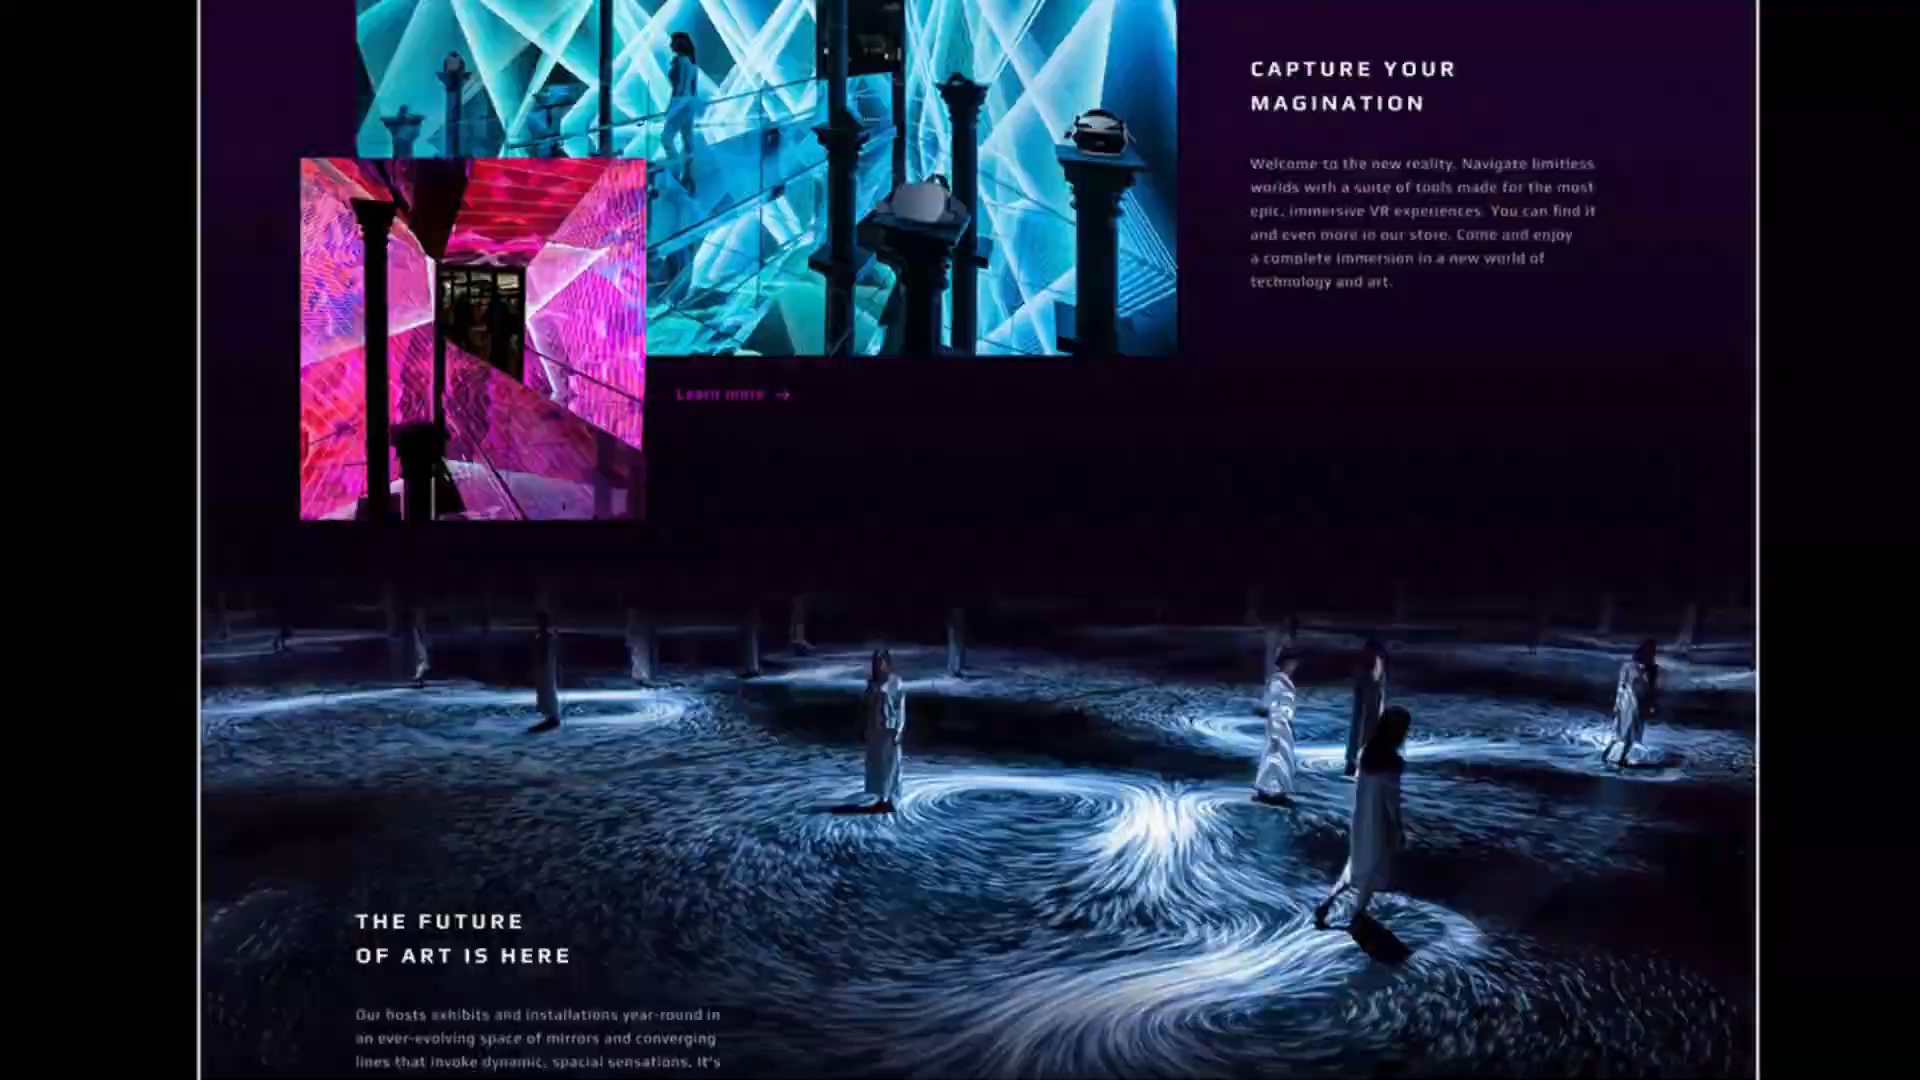 CAPTURE YOUR
MAGINATION
Welcome to the new reality. Navigate limitless
worlds with a suite of tools made for the most
epic, immersive VR experiences. You can find it
and even more in our store. Come and enjoy
a complete immersion in a new world of
technology and art.
Learn more →
THE FUTURE
OF ART IS HERE
Our hosts exhibits and installations year-round in
an ever-evolving space of mirrors and converging
lines that invoke dynamic, spacial sensations. It's